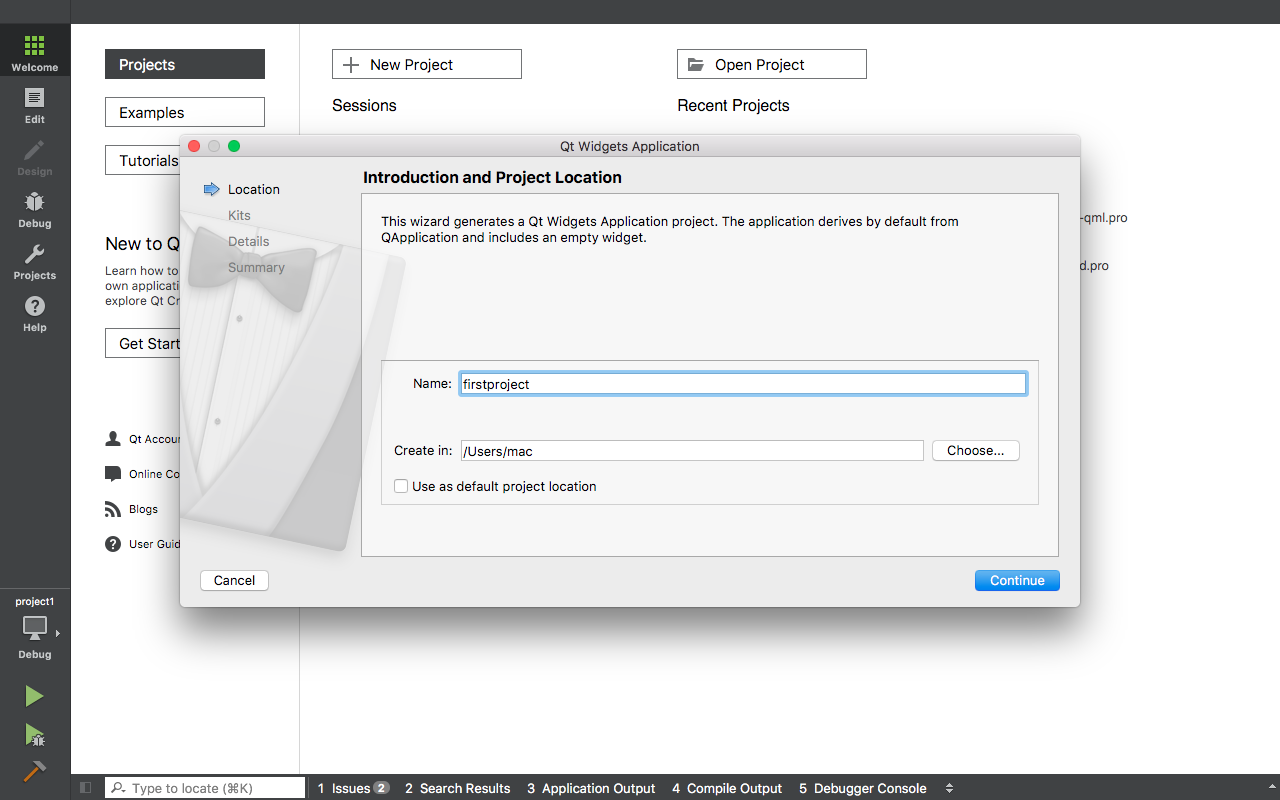 Welcome
Edit
Design
Debug
Projects
Help
project1
Debug
Projects
Examples
Tutorials
New to Q
Learn how to
own applicati
explore Qt Cr
Get Start
Qt Accou
Online Co
Blogs
User Guid
New Project
Sessions
Open Project
Recent Projects
-qml.pro
d.pro
Qt Widgets Application
Location
Kits
Details
Summary
Introduction and Project Location
This wizard generates a Qt Widgets Application project. The application derives by default from
QApplication and includes an empty widget.
Name: firstproject
Create in: /Users/mac Choose...
Use as default project location
Cancel Continue
Type to locate (⌘K) 1 Issues 2 2 Search Results 3 Application Output 4 Compile Output 5 Debugger Console